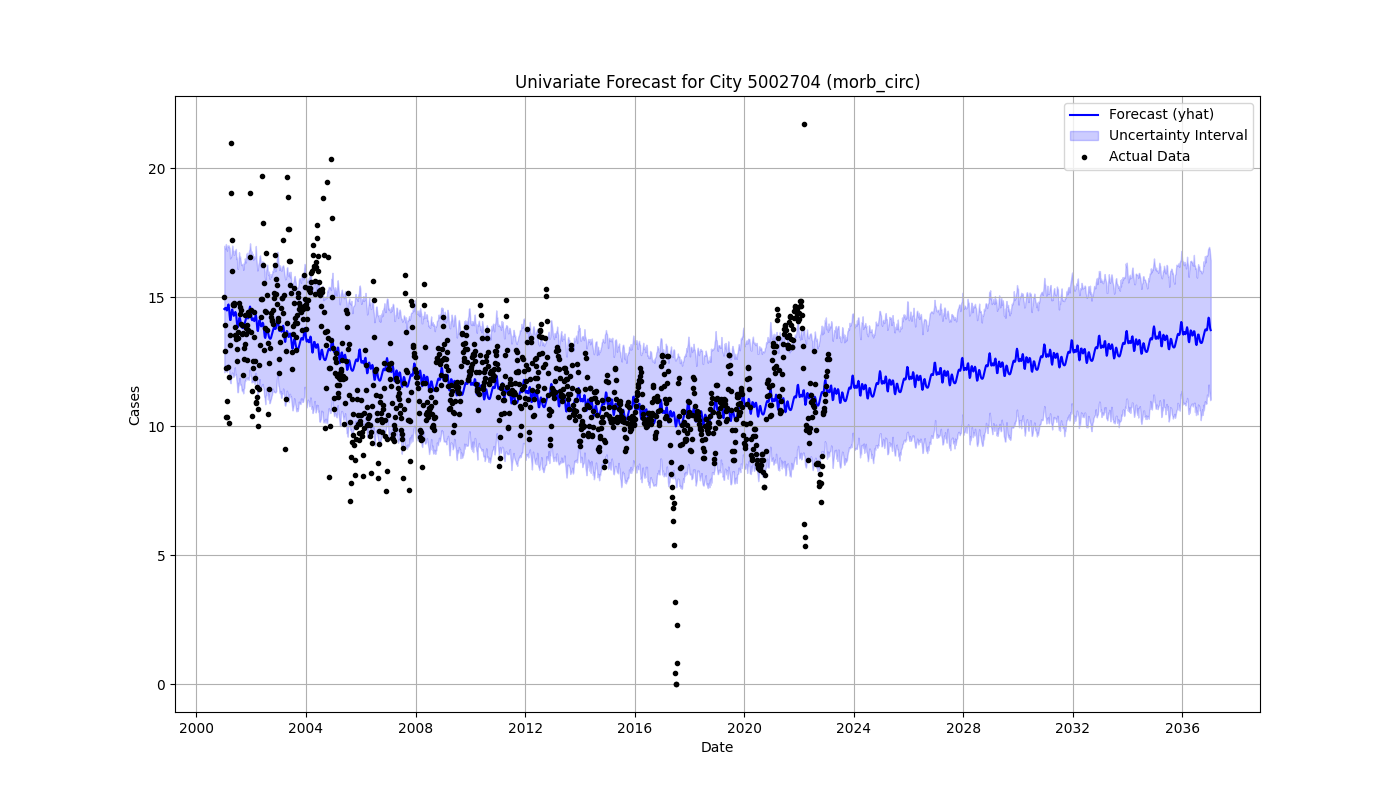 Univariate Forecast for City 5002704 (morb_circ)
Forecast (yhat)
Uncertainty Interval
Actual Data
Cases
20
15
10
5
0
2000 2004 2008 2012 2016 2020 2024 2028 2032 2036
Date